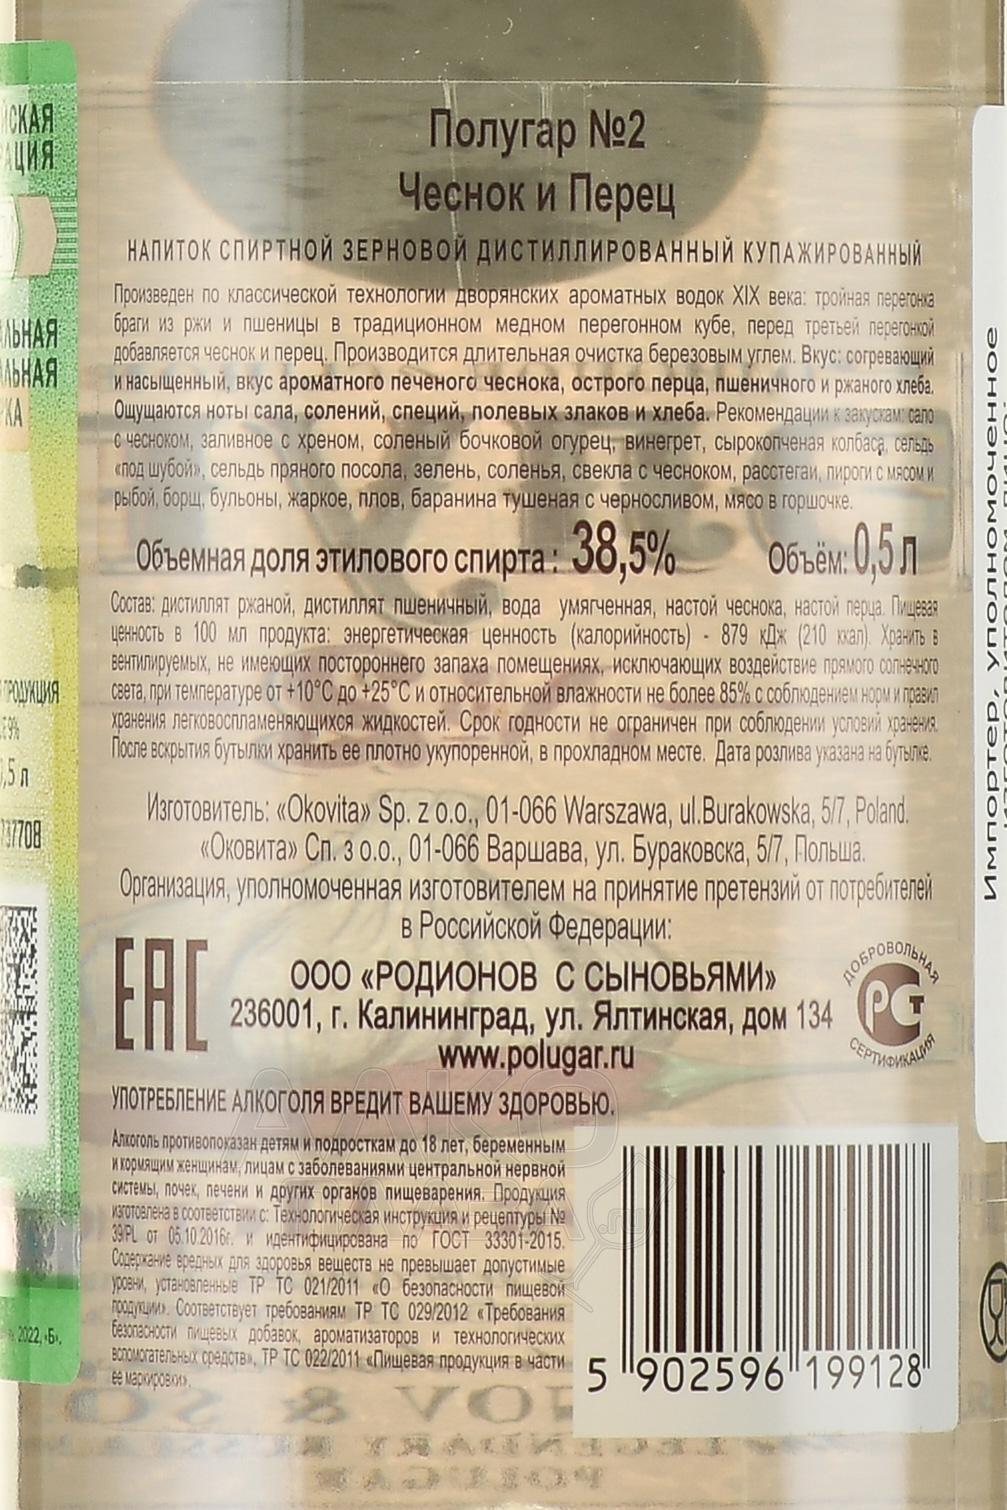 Полугар №2
Чеснок и Перец
НАПИТОК СПИРТНОЙ ЗЕРНОВОЙ ДИСТИЛЛИРОВАННЫЙ КУПАЖИРОВАННЫЙ
Произведен по классической технологии дворянских ароматных водок XIX века: тройная перегонка
браги из ржи и пшеницы в традиционном медном перегонном кубе, перед третьей перегонкой
добавляется чеснок и перец. Производится длительная очистка березовым углем. Вкус: согревающий
и насыщенный, вкус ароматного печеного чеснока, острого перца, пшеничного и ржаного хлеба.
Ощущаются ноты сала, солений, специй, полевых злаков и хлеба. Рекомендации к закускам: сало
с чесноком, заливное с хреном, соленый бочковой огурец, винегрет, сырокопченая колбаса, сельдь
«под шубой», сельдь пряного посола, зелень, соленья, свекла с чесноком, расстегаи, пироги с мясом и
рыбой, борщ, бульоны, жаркое, плов, баранина тушеная с черносливом, мясо в горшочке.
Объемная доля этилового спирта : 38,5% Объём: 0,5 л
Состав: дистиллят ржаной, дистиллят пшеничный, вода умягченная, настой чеснока, настой перца. Пищевая
ценность в 100 мл продукта: энергетическая ценность (калорийность) - 879 кДж (210 ккал). Хранить в
вентилируемых, не имеющих постороннего запаха помещениях, исключающих воздействие прямого солнечного
света, при температуре от +10°С до +25°С и относительной влажности не более 85% с соблюдением норм и правил
хранения легковоспламеняющихся жидкостей. Срок годности не ограничен при соблюдении условий хранения.
После вскрытия бутылки хранить ее плотно укупоренной, в прохладном месте. Дата розлива указана на бутылке.
Изготовитель: «Okovita» Sp. z o.o., 01-066 Warszawa, ul.Burakowska, 5/7, Poland.
«Оковита» Сп. з о.о., 01-066 Варшава, ул. Бураковска, 5/7, Польша.
Организация, уполномоченная изготовителем на принятие претензий от потребителей
в Российской Федерации:
ЕАС
ООО «РОДИОНОВ С СЫНОВЬЯМИ»
236001, г. Калининград, ул. Ялтинская, дом 134
www.polugar.ru
ДОБРОВОЛЬНАЯ
СЕРТИФИКАЦИЯ
УПОТРЕБЛЕНИЕ АЛКОГОЛЯ ВРЕДИТ ВАШЕМУ ЗДОРОВЬЮ.
Алкоголь противопоказан детям и подросткам до 18 лет, беременным
и кормящим женщинам, лицам с заболеваниями центральной нервной
системы, почек, печени и других органов пищеварения. Продукция
изготовлена в соответствии с: Технологическая инструкция и рецептуры №
39/PL от 05.10.2016г. и идентифицирована по ГОСТ 33301-2015.
Содержание вредных для здоровья веществ не превышает допустимые
уровни, установленные ТР ТС 021/2011 «О безопасности пищевой
продукции». Соответствует требованиям ТР ТС 029/2012 «Требования
безопасности пищевых добавок, ароматизаторов и технологических
вспомогательных средств», ТР ТС 022/2011 «Пищевая продукция в части
ее маркировки».
5 902596 199128
Импортер, уполномоченное
ПРОДУКЦИЯ
2022, «Б».